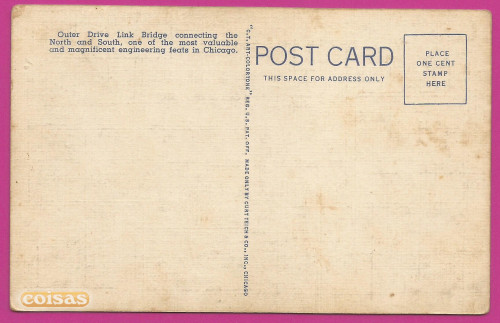 Outer Drive Link Bridge connecting the
North and South, one of the most valuable
and magnificent engineering feats in Chicago.
"C.T. ART-COLORTONE" REG. U.S. PAT. OFF. MADE ONLY BY CURT TEICH & CO., INC., CHICAGO
POST CARD
THIS SPACE FOR ADDRESS ONLY
PLACE
ONE CENT
STAMP
HERE
coisas